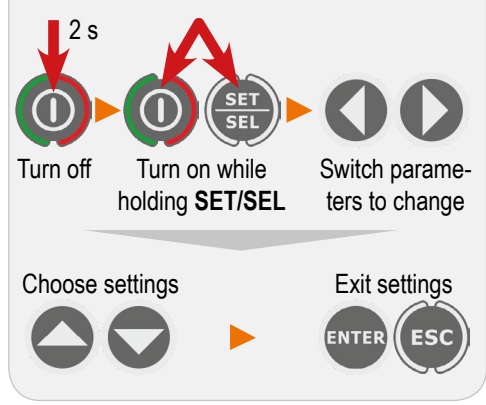 2 s
SET
SEL
Turn off
Turn on while
holding SET/SEL
Switch parame-
ters to change
Choose settings
Exit settings
ENTER
ESC